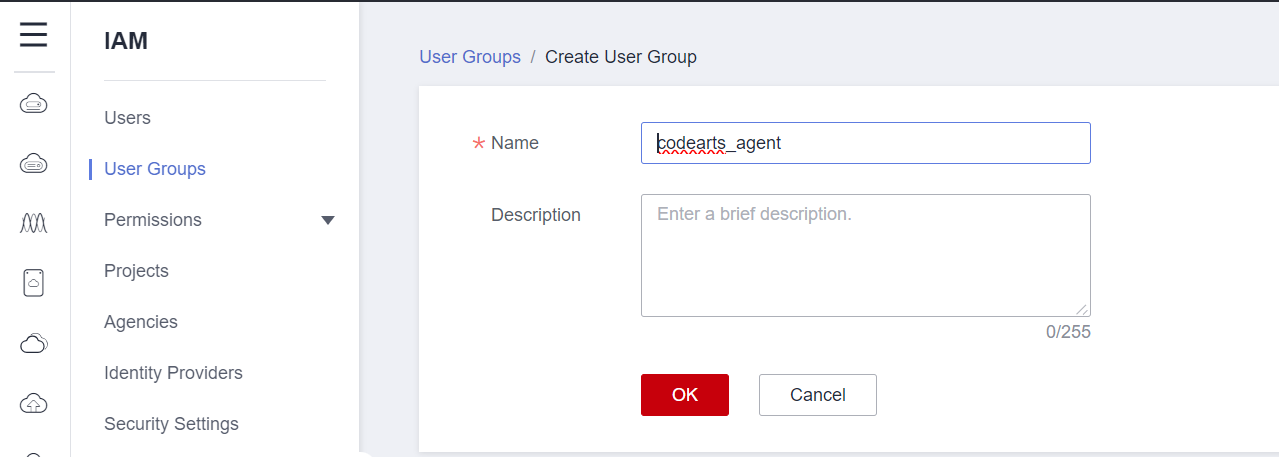 IAM
Users
User Groups
Permissions
Projects
Agencies
Identity Providers
Security Settings
User Groups / Create User Group
* Name
codearts_agent
Description
Enter a brief description.
0/255
OK
Cancel